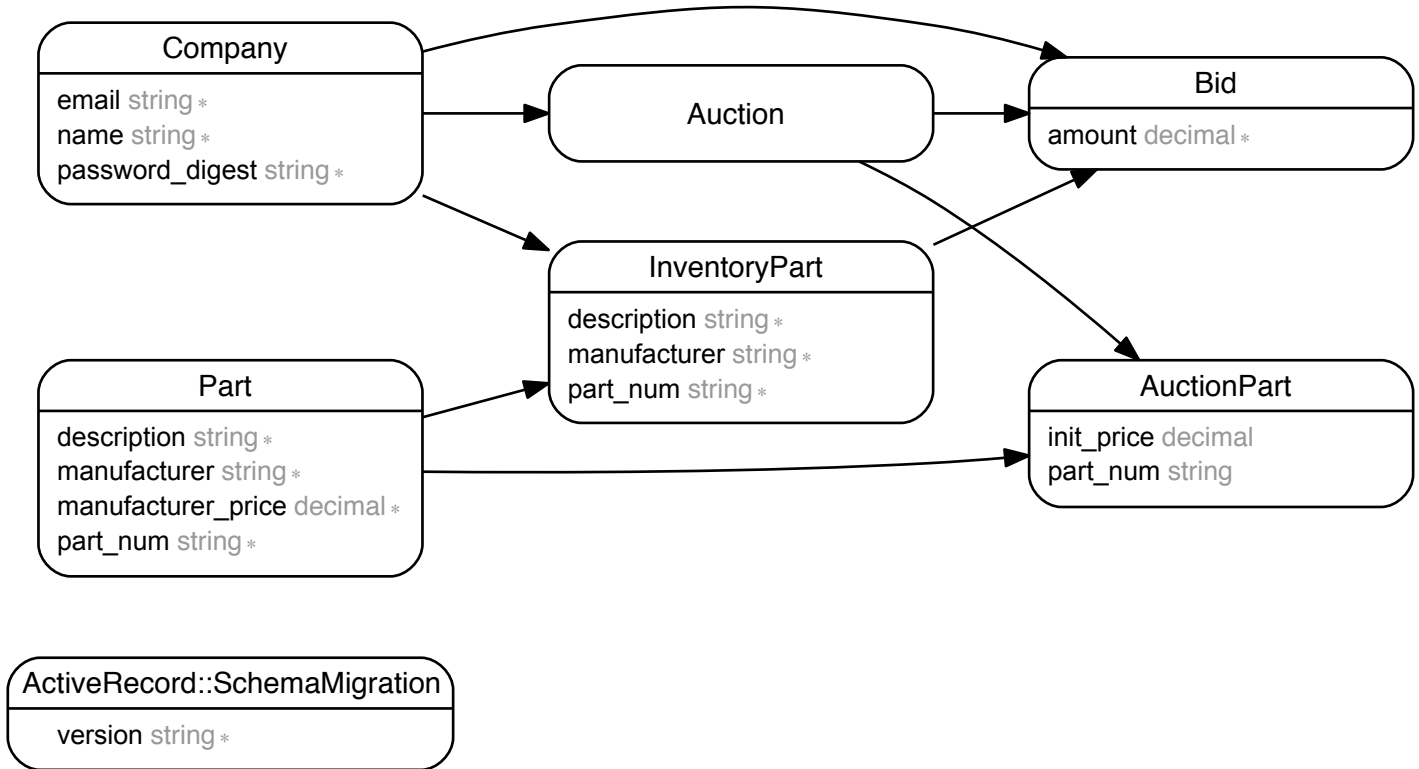 Company
email string *
name string *
password_digest string *
Auction
Bid
amount decimal *
InventoryPart
description string *
manufacturer string *
part_num string *
Part
description string *
manufacturer string *
manufacturer_price decimal *
part_num string *
AuctionPart
init_price decimal
part_num string
ActiveRecord::SchemaMigration
version string *